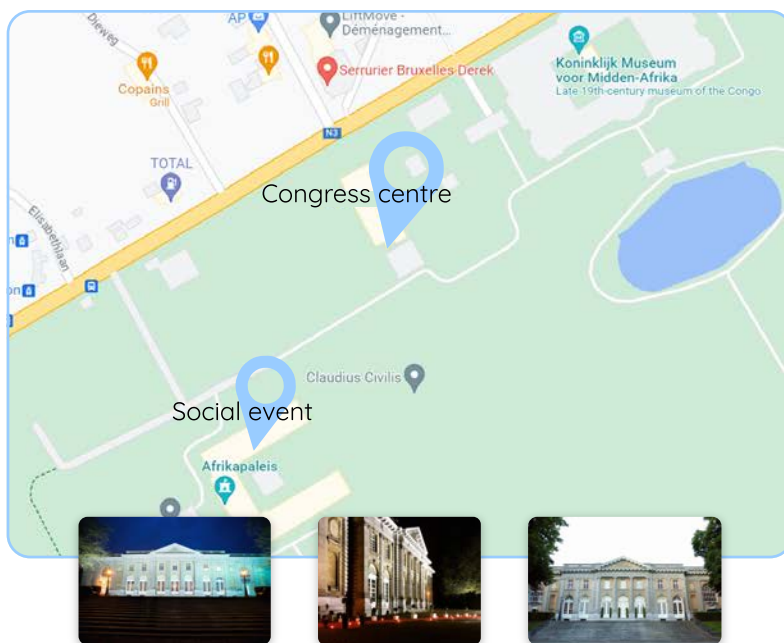 Dieweg
AP
LiftMove -
Déménagement...
Koninklijk Museum
voor Midden-Afrika
Late 19th-century museum of the Congo
Serrurier Bruxelles Derek
Copains
Grill
N3
TOTAL
Congress centre
Elisabethlaan
on
Claudius Civilis
Social event
Afrikapaleis